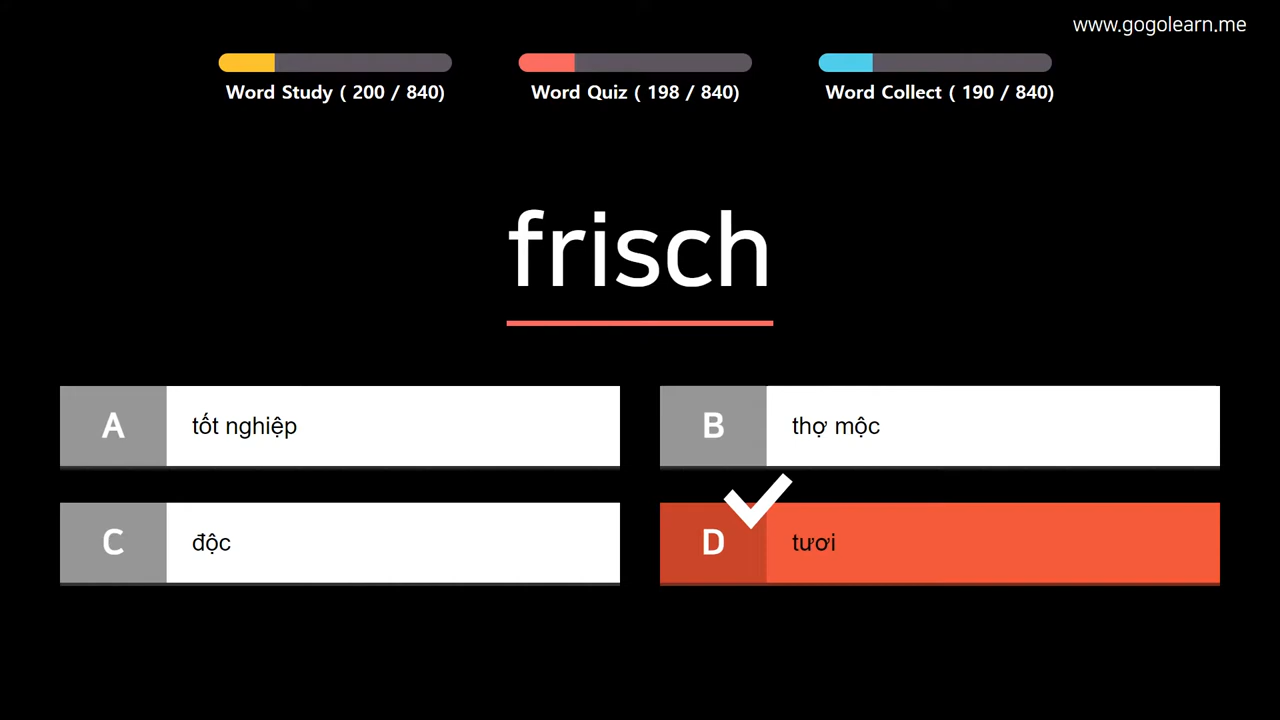 www.gogolearn.me
Word Study ( 200 / 840)
Word Quiz ( 198 / 840)
Word Collect ( 190 / 840)
frisch
A tốt nghiệp
B thợ mộc
C độc
D tươi